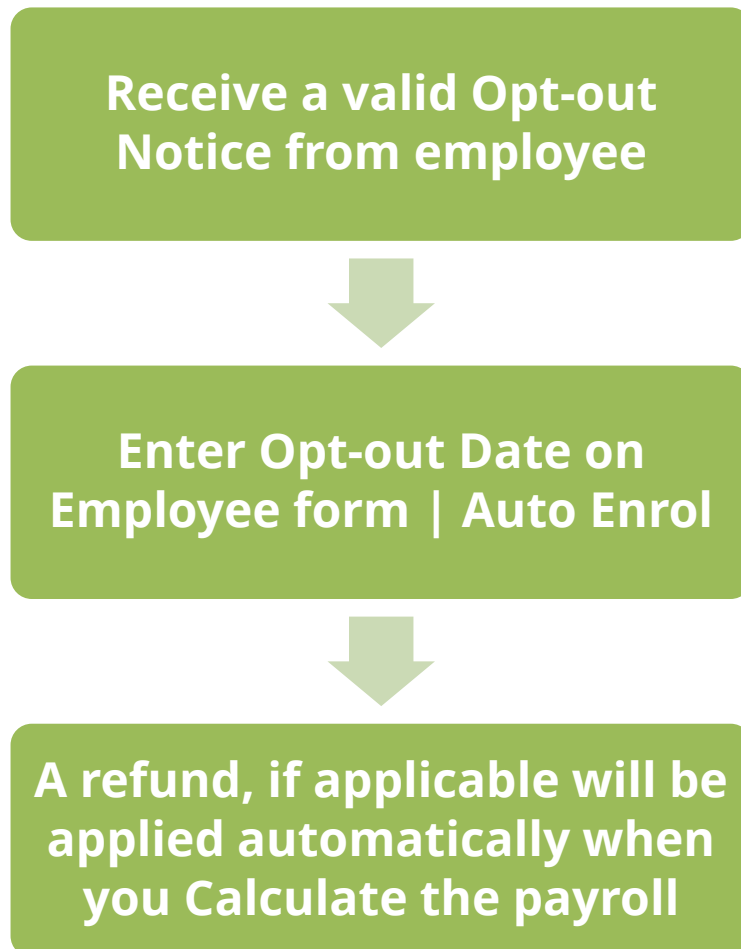 Receive a valid Opt-out
Notice from employee
Enter Opt-out Date on
Employee form | Auto Enrol
A refund, if applicable will be
applied automatically when
you Calculate the payroll